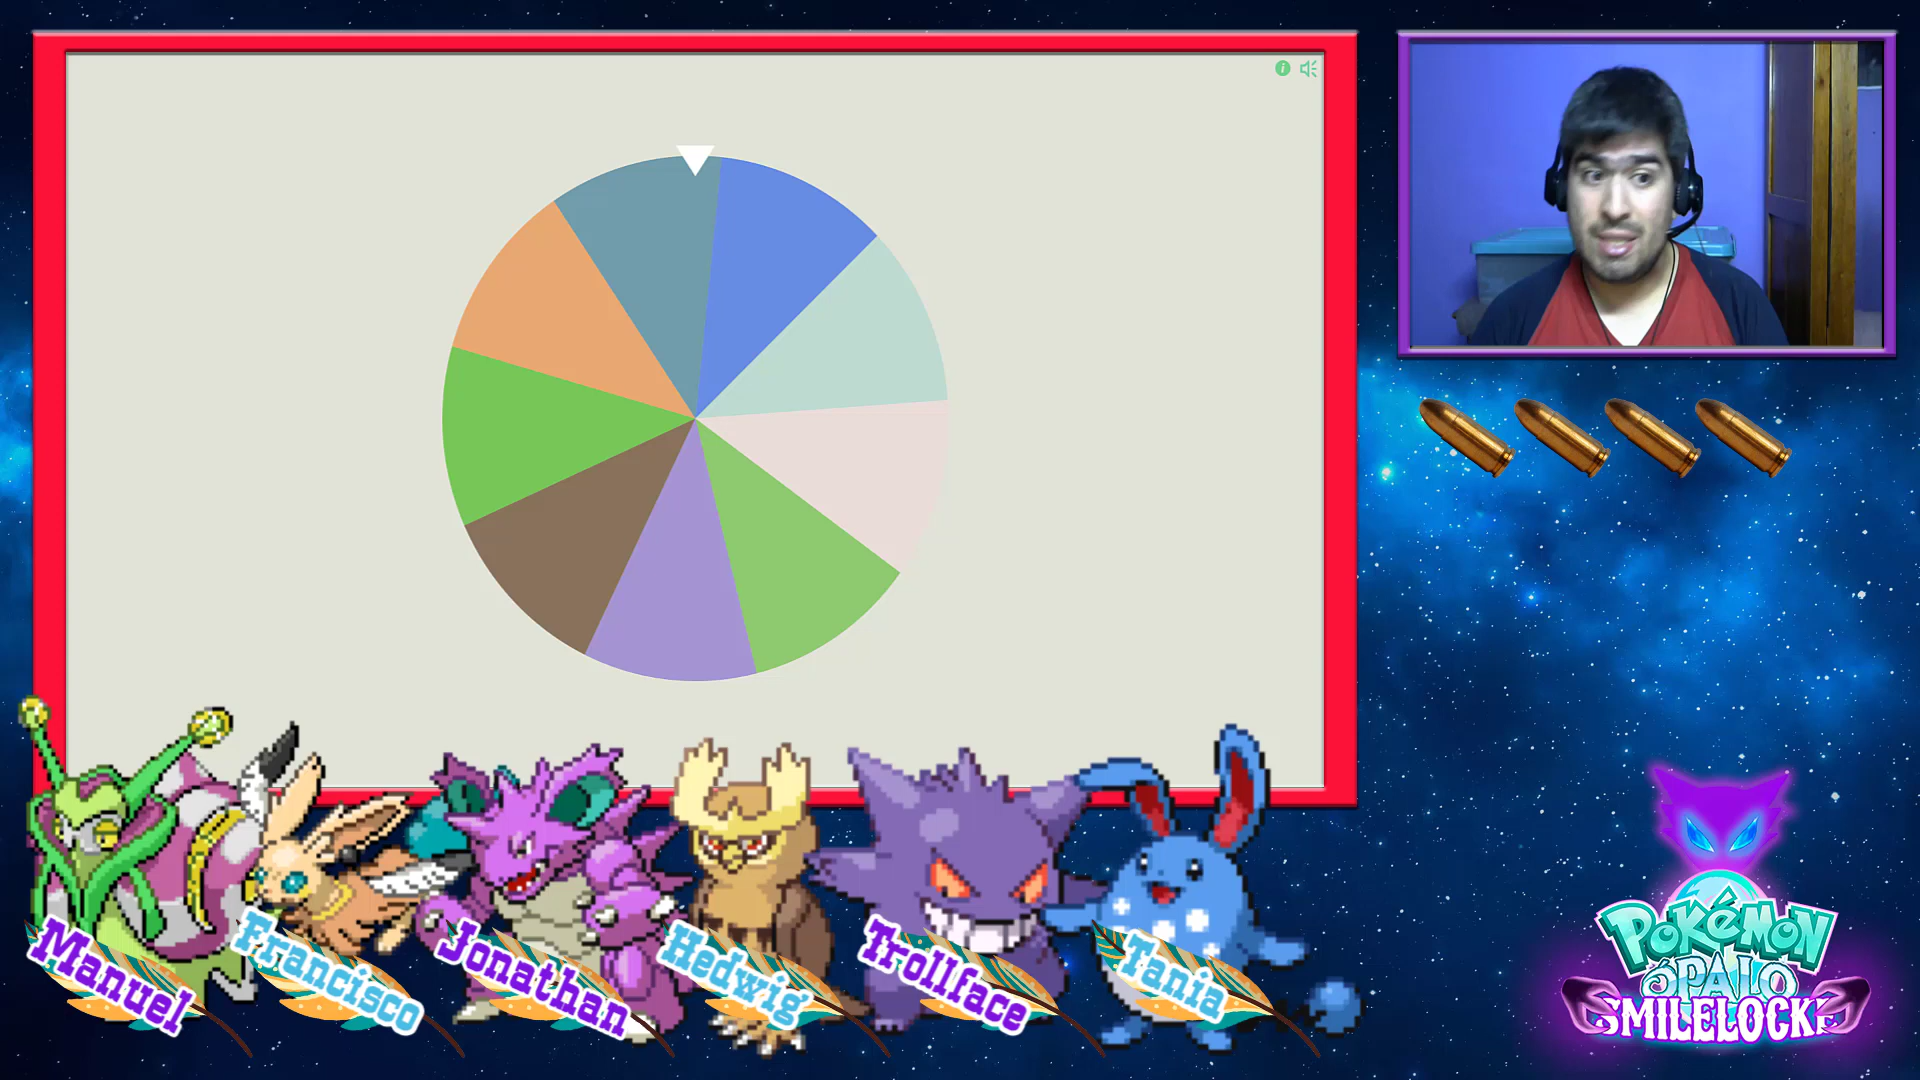 Manuel
Francisco
Jonathan
Hedwig
Trollface
Tania
POKÉMON
ÓPALO
SMILELOCKE